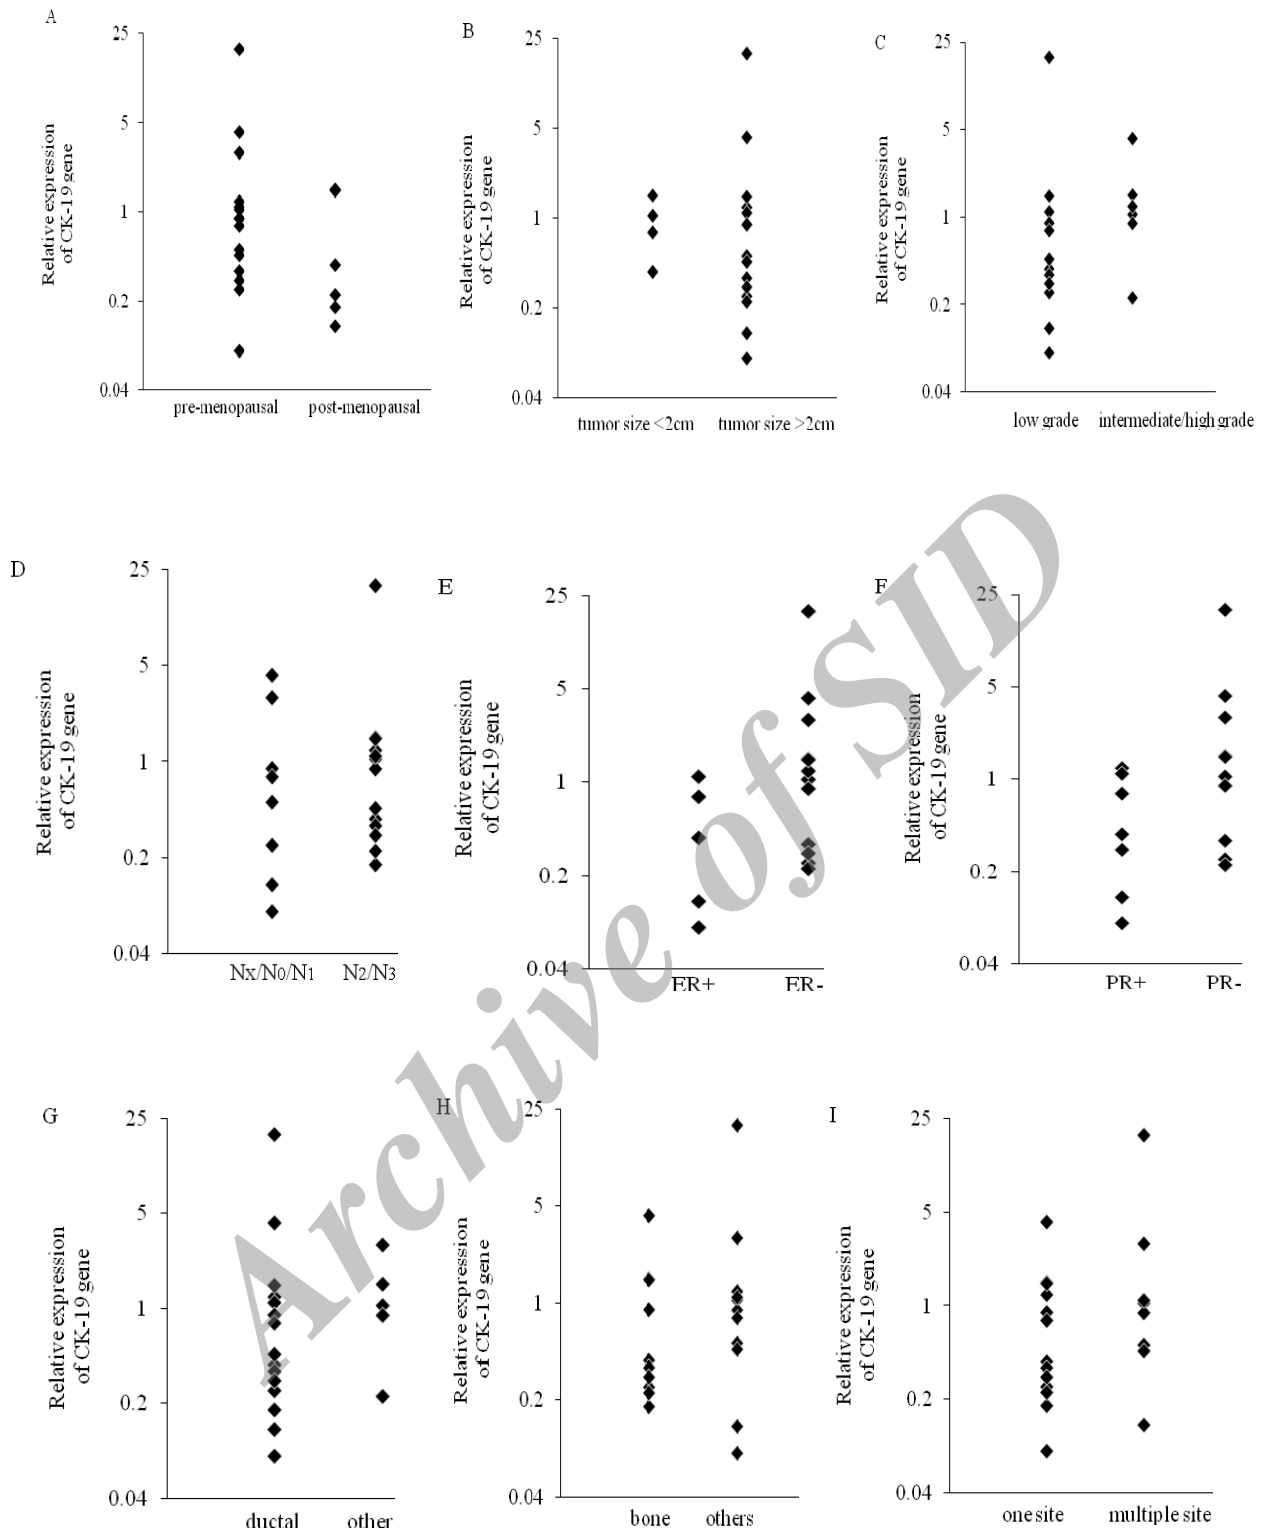 A
25
5
1
0.2
0.04
Relative expression
of CK-19 gene
pre-menopausal
post-menopausal
B
25
5
1
0.2
0.04
Relative expression
of CK-19 gene
tumor size <2cm
tumor size >2cm
C
25
5
1
0.2
0.04
Relative expression
of CK-19 gene
low grade
intermediate/high grade
D
25
5
1
0.2
0.04
Relative expression
of CK-19 gene
Nx/N0/N1
N2/N3
E
25
5
1
0.2
0.04
Relative expression
of CK-19 gene
ER+
ER-
F
25
5
1
0.2
0.04
Relative expression
of CK-19 gene
PR+
PR-
G
25
5
1
0.2
0.04
Relative expression
of CK-19 gene
ductal
other
H
25
5
1
0.2
0.04
Relative expression
of CK-19 gene
bone
others
I
25
5
1
0.2
0.04
Relative expression
of CK-19 gene
one site
multiple site
Archive of SID